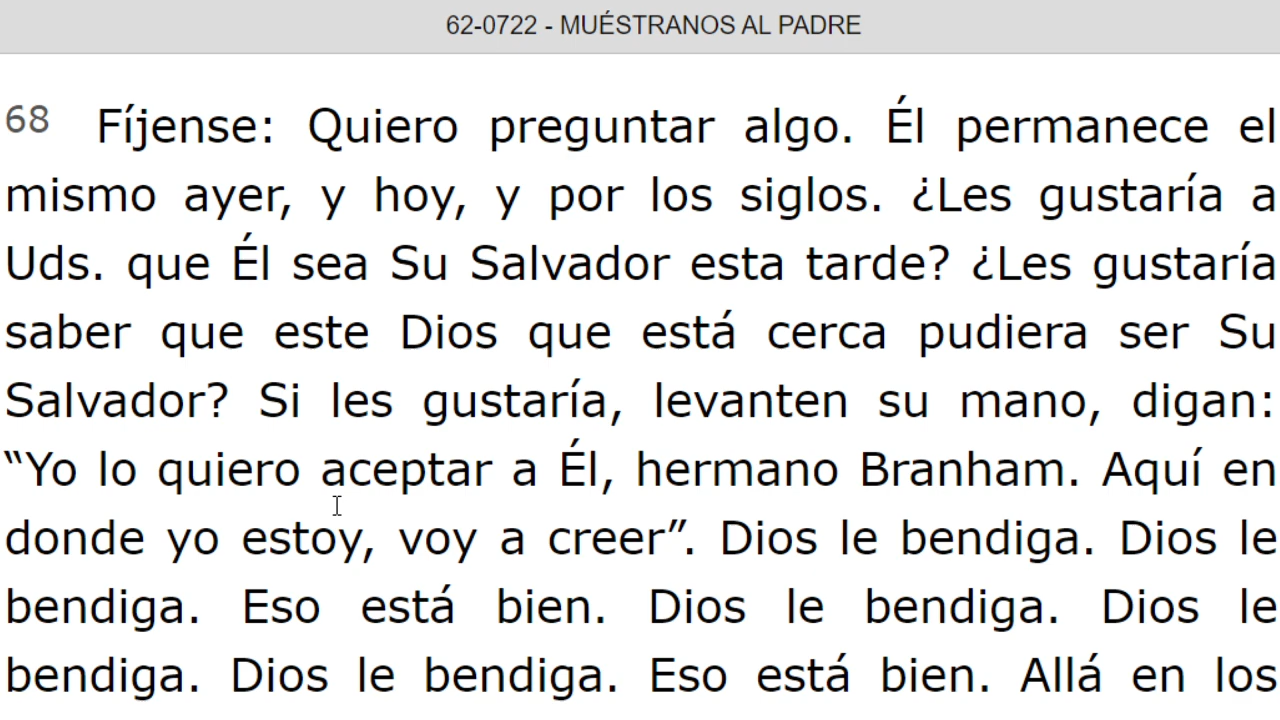 62-0722 - MUÉSTRANOS AL PADRE
68 Fíjense: Quiero preguntar algo. Él permanece el
mismo ayer, y hoy, y por los siglos. ¿Les gustaría a
Uds. que Él sea Su Salvador esta tarde? ¿Les gustaría
saber que este Dios que está cerca pudiera ser Su
Salvador? Si les gustaría, levanten su mano, digan:
“Yo lo quiero aceptar a Él, hermano Branham. Aquí en
donde yo estoy, voy a creer”. Dios le bendiga. Dios le
bendiga. Eso está bien. Dios le bendiga. Dios le
bendiga. Dios le bendiga. Eso está bien. Allá en los